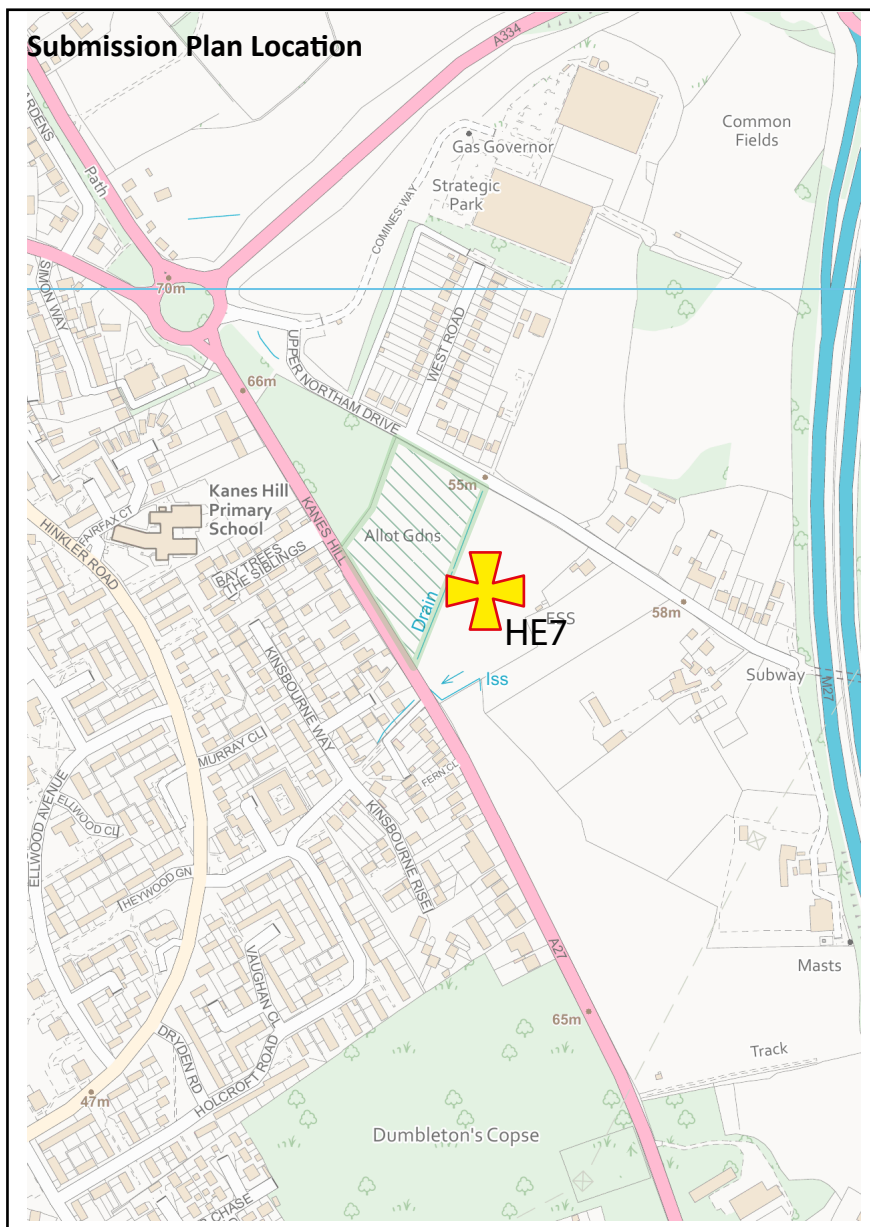 Submission Plan Location
A334
Common
Fields
Gas Governor
Strategic
Park
COMINES WAY
ARDENS
Path
SIMON WAY
70m
66m
UPPER NORTHAM DRIVE
WEST ROAD
55m
Kanes Hill
Primary
School
FAIRFAX CT
HINKLER ROAD
BAY TREES
THE SIBLINGS
KANES HILL
Allot Gdns
Drain
ESS
HE7
58m
Subway
M27
Iss
KINSBOURNE WAY
MURRAY CL
FERN CL
ELLWOOD AVENUE
ELLWOOD CL
KINSBOURNE RISE
HEYWOOD GN
VAUGHAN CL
A27
Masts
65m
DRYDEN RD
HOLCROFT ROAD
47m
Track
Dumbleton's Copse
CHASE